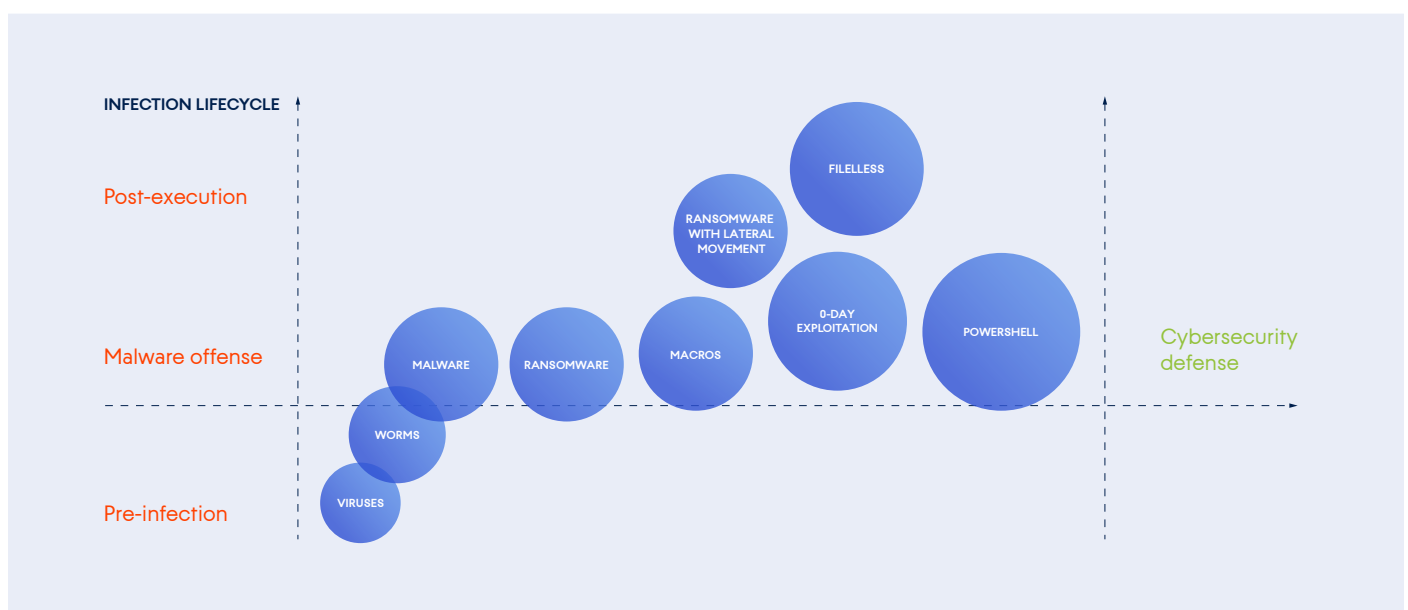 INFECTION LIFECYCLE
Post-execution
Malware offense
Pre-infection
VIRUSES
WORMS
MALWARE
RANSOMWARE
MACROS
RANSOMWARE
WITH LATERAL
MOVEMENT
FILELLESS
0-DAY
EXPLOITATION
POWERSHELL
Cybersecurity
defense